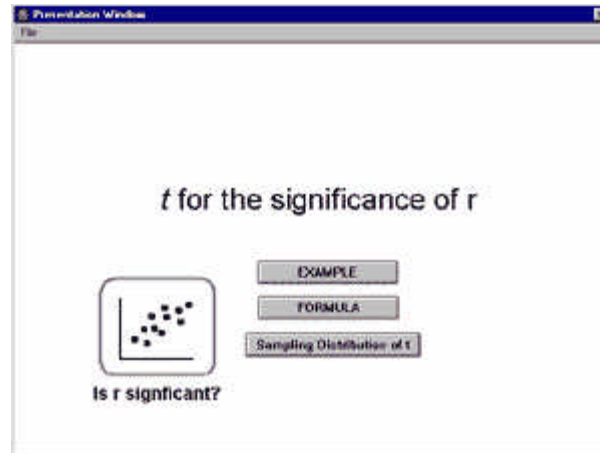 Presentation Window
File
t for the significance of r
EXAMPLE
FORMULA
Sampling Distribution of t
Is r signficant?